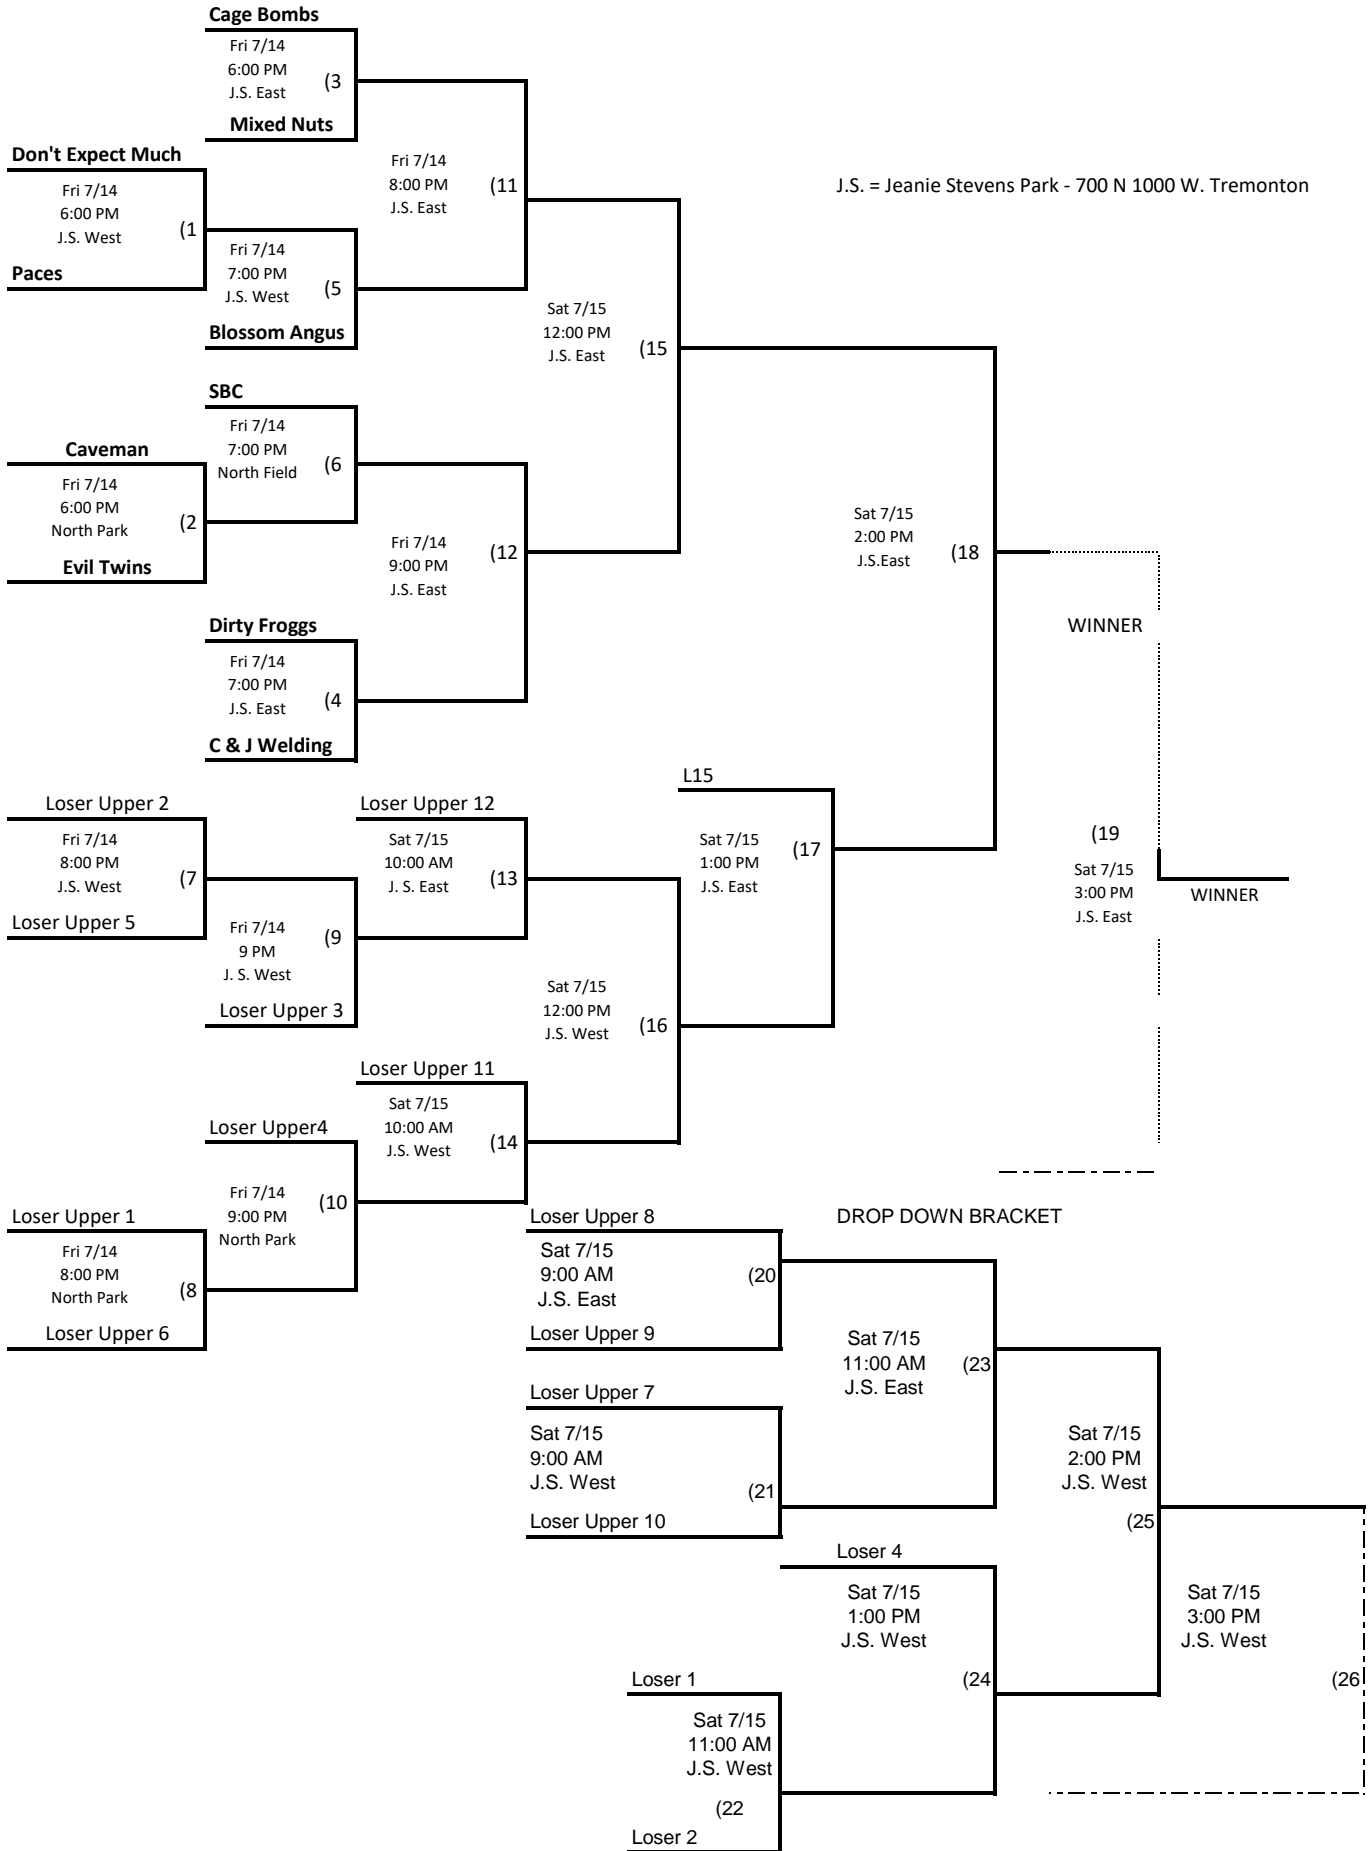 Cage Bombs
Fri 7/14
6:00 PM
J.S. East
(3
Mixed Nuts
Don't Expect Much
Fri 7/14
6:00 PM
J.S. West
(1
Paces
Fri 7/14
7:00 PM
J.S. West
(5
Blossom Angus
Fri 7/14
8:00 PM
J.S. East
(11
J.S. = Jeanie Stevens Park - 700 N 1000 W. Tremonton
Sat 7/15
12:00 PM
J.S. East
(15
SBC
Fri 7/14
7:00 PM
North Field
(6
Caveman
Fri 7/14
6:00 PM
North Park
(2
Evil Twins
Fri 7/14
9:00 PM
J.S. East
(12
Dirty Froggs
Fri 7/14
7:00 PM
J.S. East
(4
C & J Welding
Sat 7/15
2:00 PM
J.S.East
(18
WINNER
L15
Sat 7/15
1:00 PM
J.S. East
(17
(19
Sat 7/15
3:00 PM
J.S. East
WINNER
Loser Upper 2
Fri 7/14
8:00 PM
J.S. West
(7
Loser Upper 5
Loser Upper 12
Sat 7/15
10:00 AM
J. S. East
(13
Fri 7/14
9 PM
J. S. West
(9
Loser Upper 3
Sat 7/15
12:00 PM
J.S. West
(16
Loser Upper 11
Sat 7/15
10:00 AM
J.S. West
(14
Loser Upper4
Fri 7/14
9:00 PM
North Park
(10
Loser Upper 1
Fri 7/14
8:00 PM
North Park
(8
Loser Upper 6
DROP DOWN BRACKET
Loser Upper 8
Sat 7/15
9:00 AM
J.S. East
(20
Loser Upper 9
Sat 7/15
11:00 AM
J.S. East
(23
Loser Upper 7
Sat 7/15
9:00 AM
J.S. West
(21
Loser Upper 10
Sat 7/15
2:00 PM
J.S. West
(25
Loser 4
Sat 7/15
1:00 PM
J.S. West
(24
Sat 7/15
3:00 PM
J.S. West
(26
Loser 1
Sat 7/15
11:00 AM
J.S. West
(22
Loser 2